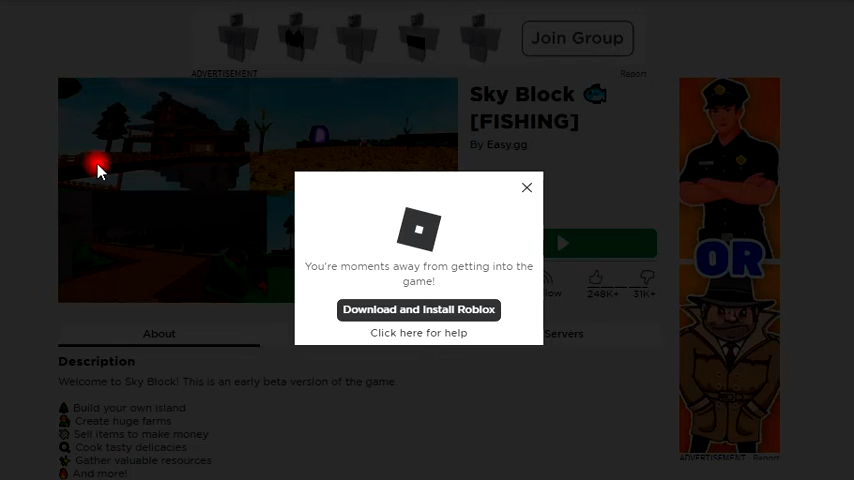 Join Group
ADVERTISEMENT
Report
Sky Block
[FISHING]
By Easy.gg
You're moments away from getting into the
game!
Download and Install Roblox
Click here for help
248K+
31K+
About
Servers
Description
Welcome to Sky Block! This is an early beta version of the game.
Build your own island
Create huge farms
Sell items to make money
Cook tasty delicacies
Gather valuable resources
And more!
OR
ADVERTISEMENT
Report